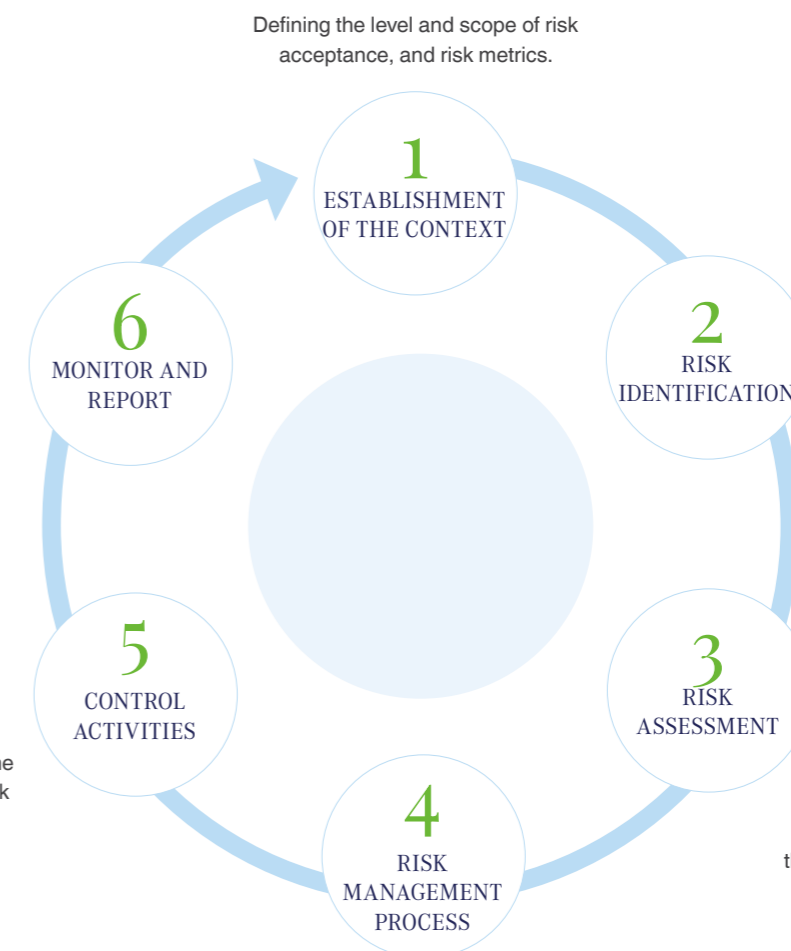 Defining the level and scope of risk
acceptance, and risk metrics.
1
ESTABLISHMENT
OF THE CONTEXT
2
RISK
IDENTIFICATION
3
RISK
ASSESSMENT
4
RISK
MANAGEMENT
PROCESS
5
CONTROL
ACTIVITIES
6
MONITOR AND
REPORT